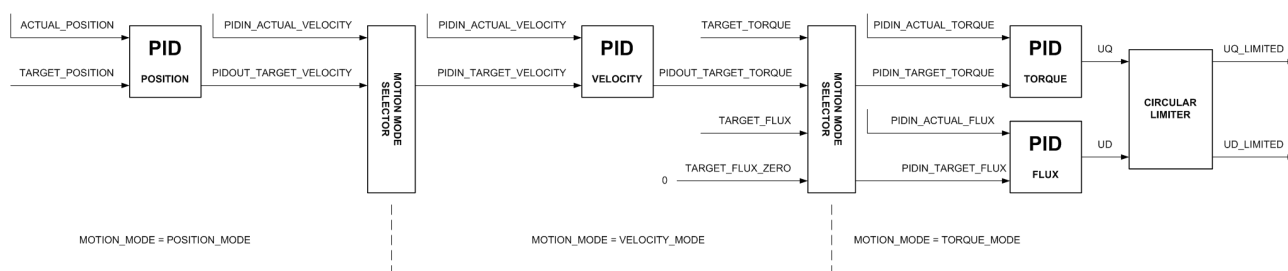 ACTUAL_POSITION
TARGET_POSITION
PID
POSITION
PIDIN_ACTUAL_VELOCITY
PIDOUT_TARGET_VELOCITY
MOTION MODE
SELECTOR
PIDIN_ACTUAL_VELOCITY
PIDIN_TARGET_VELOCITY
PID
VELOCITY
TARGET_TORQUE
PIDOUT_TARGET_TORQUE
TARGET_FLUX
0
TARGET_FLUX_ZERO
MOTION MODE
SELECTOR
PIDIN_ACTUAL_TORQUE
PIDIN_TARGET_TORQUE
PIDIN_ACTUAL_FLUX
PIDIN_TARGET_FLUX
PID
TORQUE
PID
FLUX
UQ
UD
CIRCULAR
LIMITER
UQ_LIMITED
UD_LIMITED
MOTION_MODE = POSITION_MODE
MOTION_MODE = VELOCITY_MODE
MOTION_MODE = TORQUE_MODE